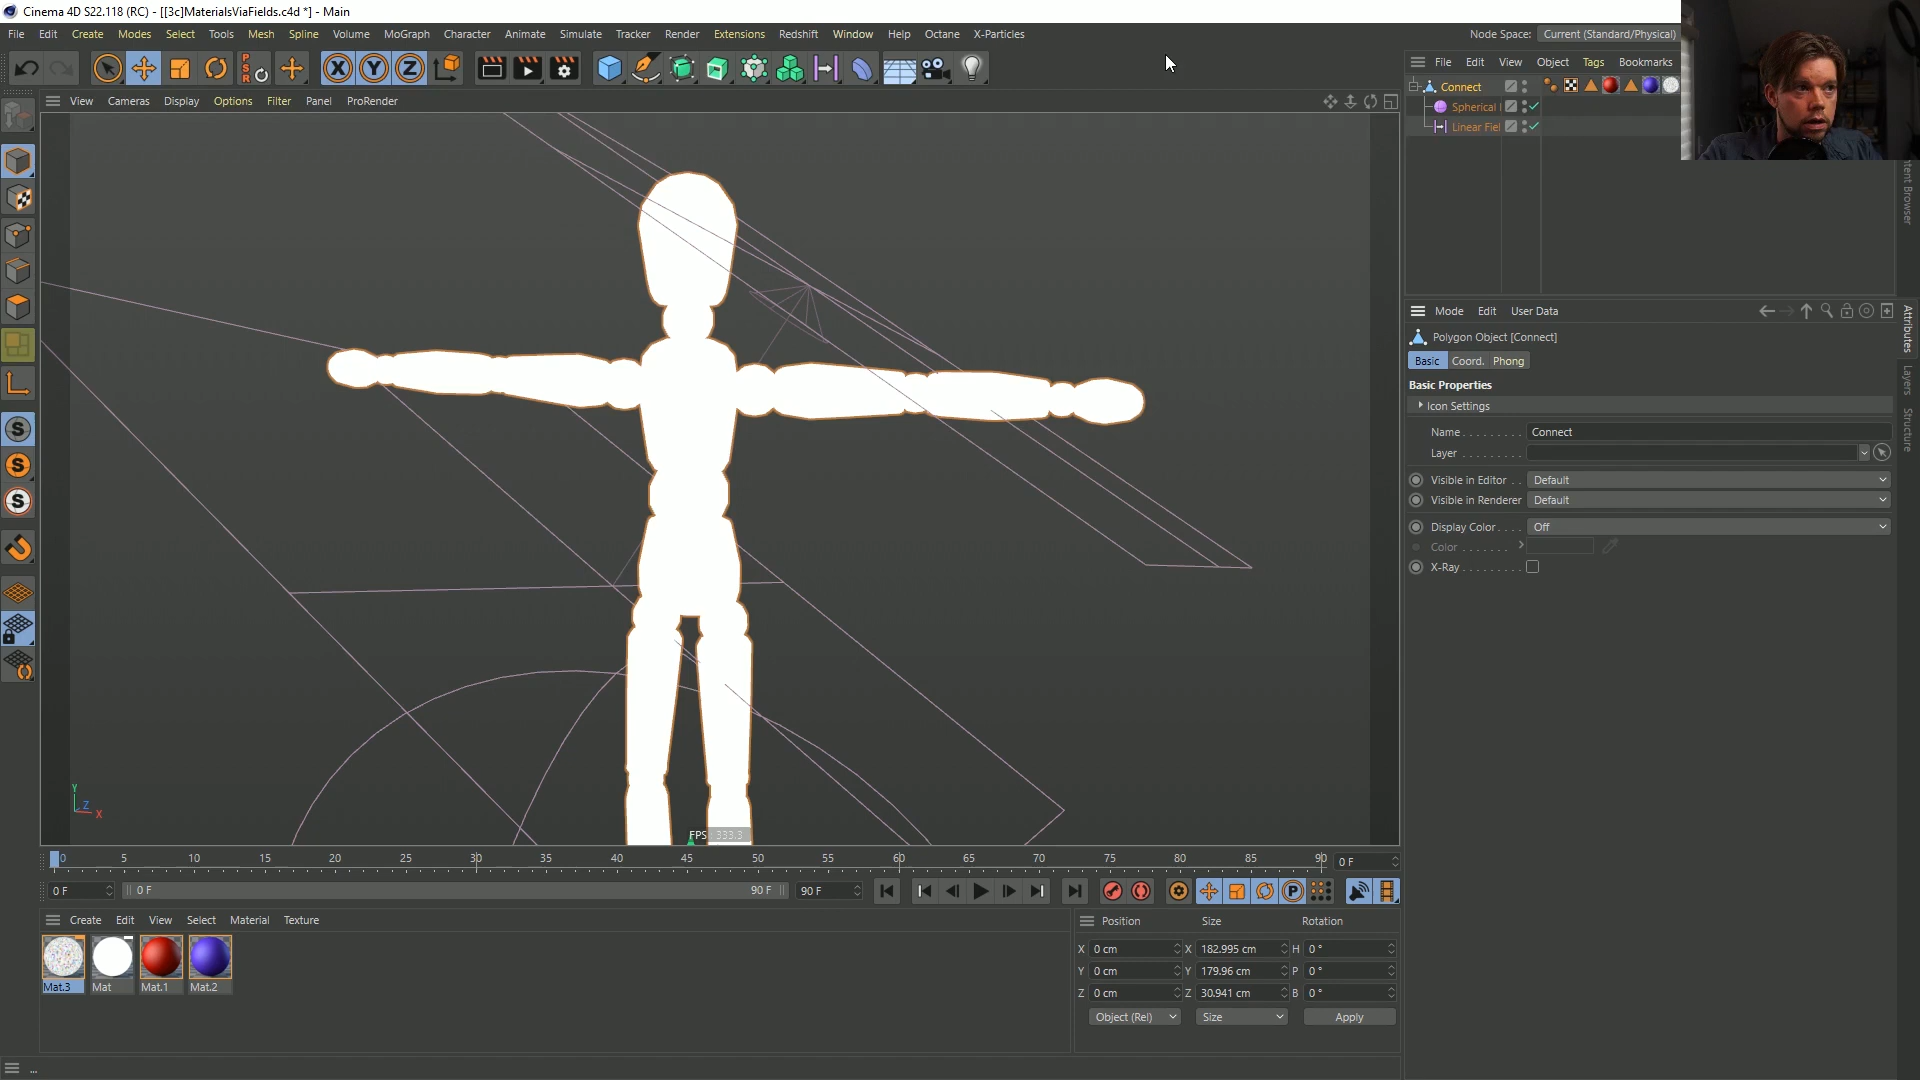 Cinema 4D S22.118 (RC) - [[3c]MaterialsViaFields.c4d *] - Main
File Edit Create Modes Select Tools Mesh Spline Volume MoGraph Character Animate Simulate Tracker Render Extensions Redshift Window Help Octane X-Particles
Node Space: Current (Standard/Physical)
PSR
X Y Z
File Edit View Object Tags Bookmarks
View Cameras Display Options Filter Panel ProRender
Connect
Spherical
Linear Fiel
Mode Edit User Data
Polygon Object [Connect]
Basic Coord. Phong
Basic Properties
Icon Settings
Name Connect
Layer
Visible in Editor Default
Visible in Renderer Default
Display Color Off
Color
X-Ray
Attributes
Layers
Structure
S
S
S
Y
Z
X
FPS : 333.3
0 5 10 15 20 25 30 35 40 45 50 55 60 65 70 75 80 85 90 0 F
0 F 0 F 90 F 90 F
P
Create Edit View Select Material Texture
Mat.3 Mat Mat.1 Mat.2
Position Size Rotation
X 0 cm X 182.995 cm H 0 °
Y 0 cm Y 179.96 cm P 0 °
Z 0 cm Z 30.941 cm B 0 °
Object (Rel) Size Apply
...